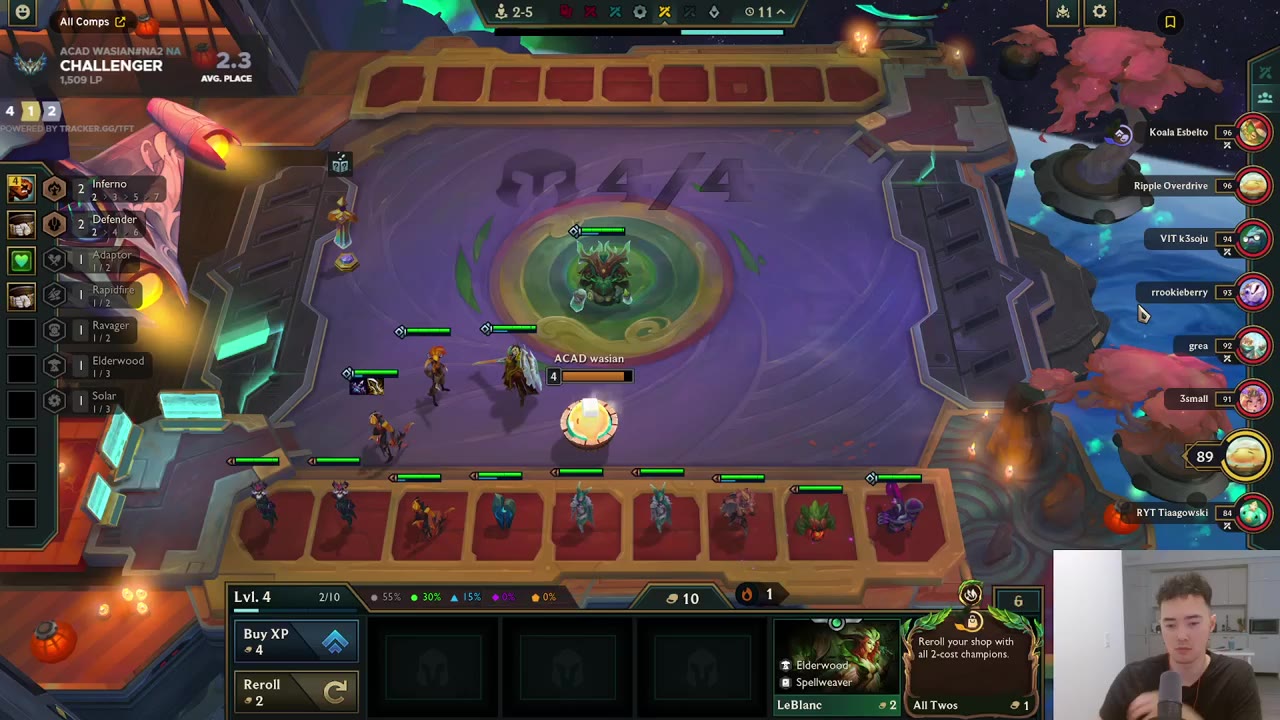 All Comps
ACAD WASIAN#NA2 NA
CHALLENGER
1,509 LP
2.3
AVG. PLACE
4 1 2
POWERED BY TRACKER.GG/TFT
2-5
11
4/4
4
2 Inferno
2 > 3 > 5 > 7
2 Defender
2 > 4 > 6
1 Adaptor
1 / 2
1 Rapidfire
1 / 2
1 Ravager
1 / 2
1 Elderwood
1 / 3
1 Solar
1 / 3
Koala Esbelto 96
Ripple Overdrive 96
VIT k3soju 94
rrookieberry 93
grea 92
3small 91
89
RYT Tiaagowski 84
ACAD wasian
4
Lvl. 4 2/10
55% 30% 15% 0% 0%
10
1
6
Buy XP
4
Reroll
2
Elderwood
Spellweaver
LeBlanc 2
Reroll your shop with
all 2-cost champions.
All Twos 1